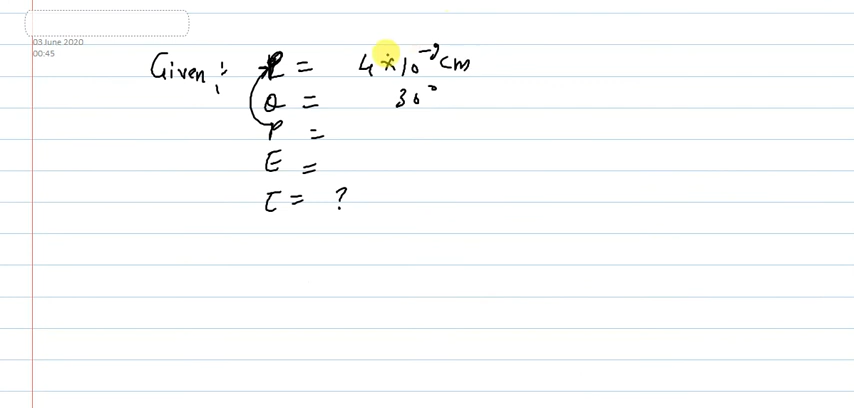 03 June 2020
00:45
Given : P = 4 × 10⁻⁹ cm
θ = 30°
P =
E =
τ = ?